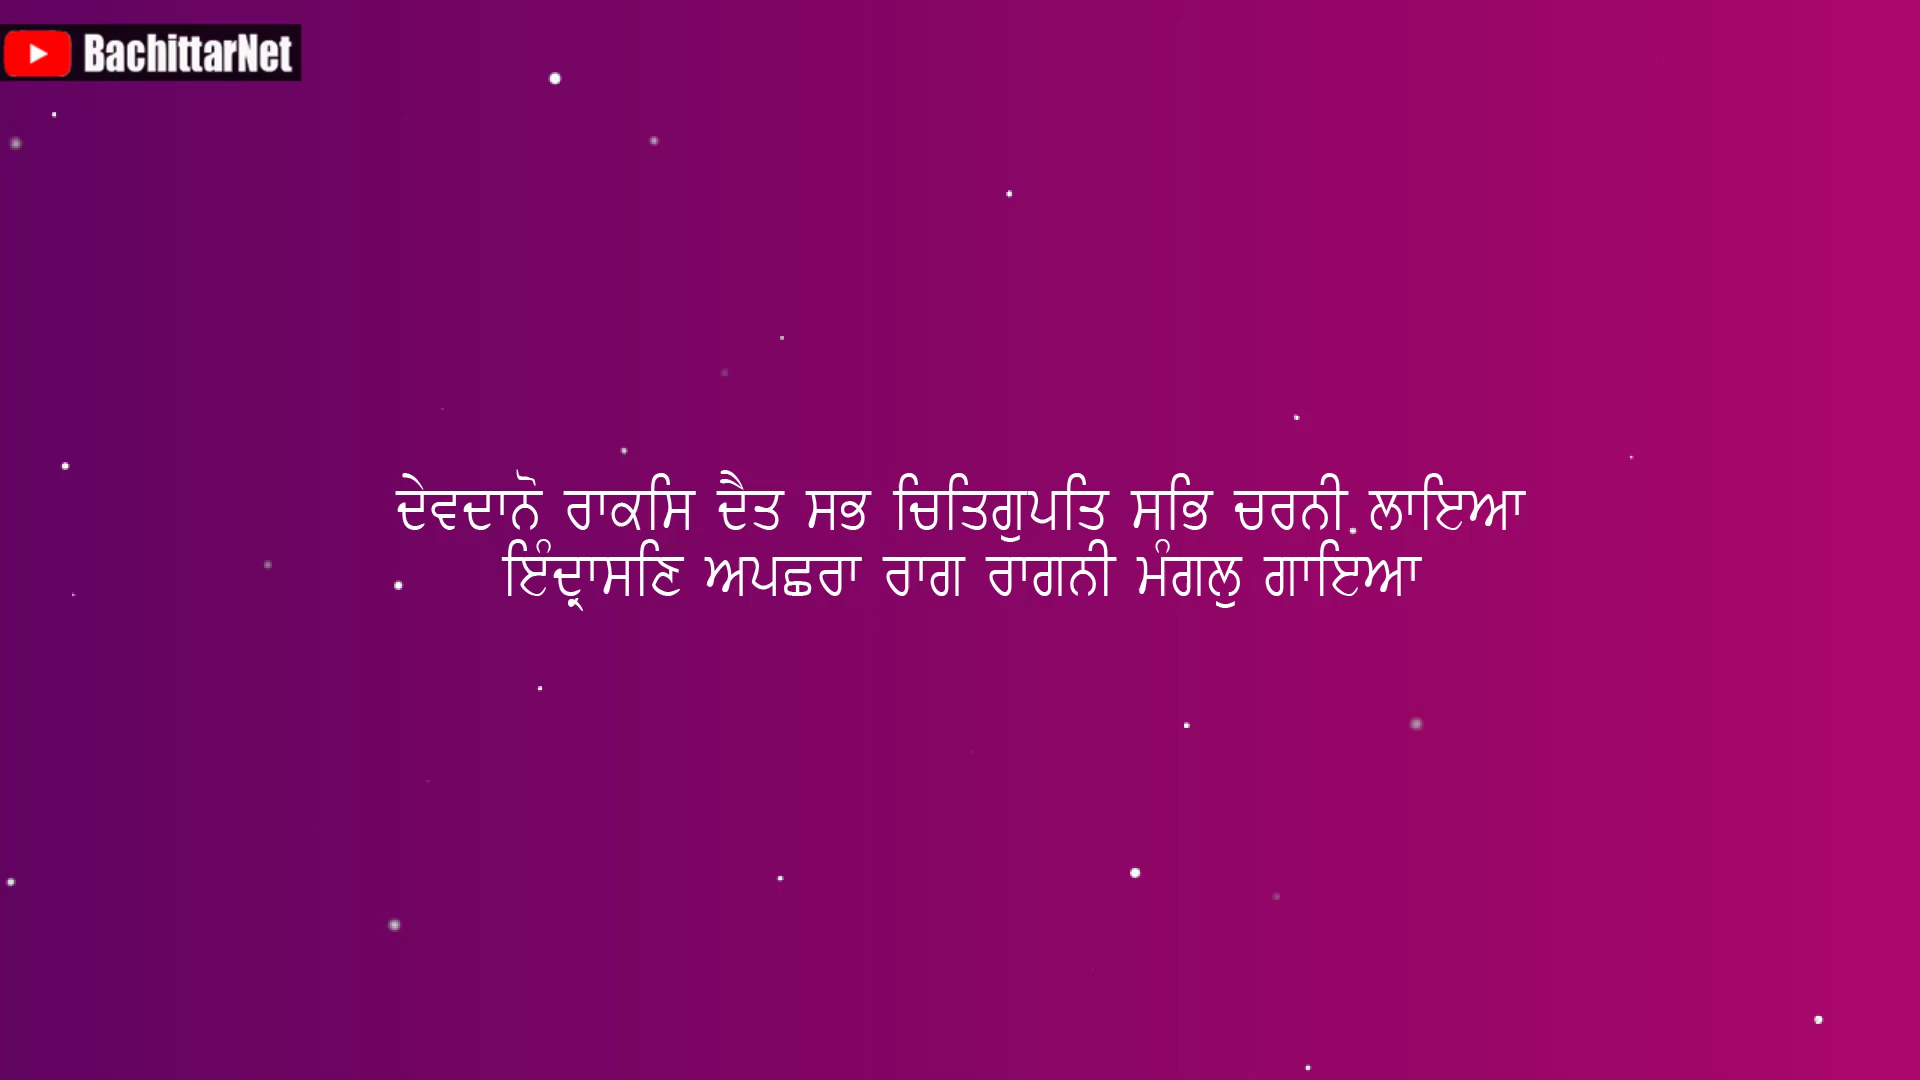 BachittarNet
ਦੇਵਦਾਨੋ ਰਾਕਸਿ ਦੈਤ ਸਭ ਚਿਤਿਗੁਪਤਿ ਸਭਿ ਚਰਨੀ ਲਾਇਆ
ਇੰਦ੍ਰਾਸਣਿ ਅਪਛਰਾ ਰਾਗ ਰਾਗਨੀ ਮੰਗਲੁ ਗਾਇਆ